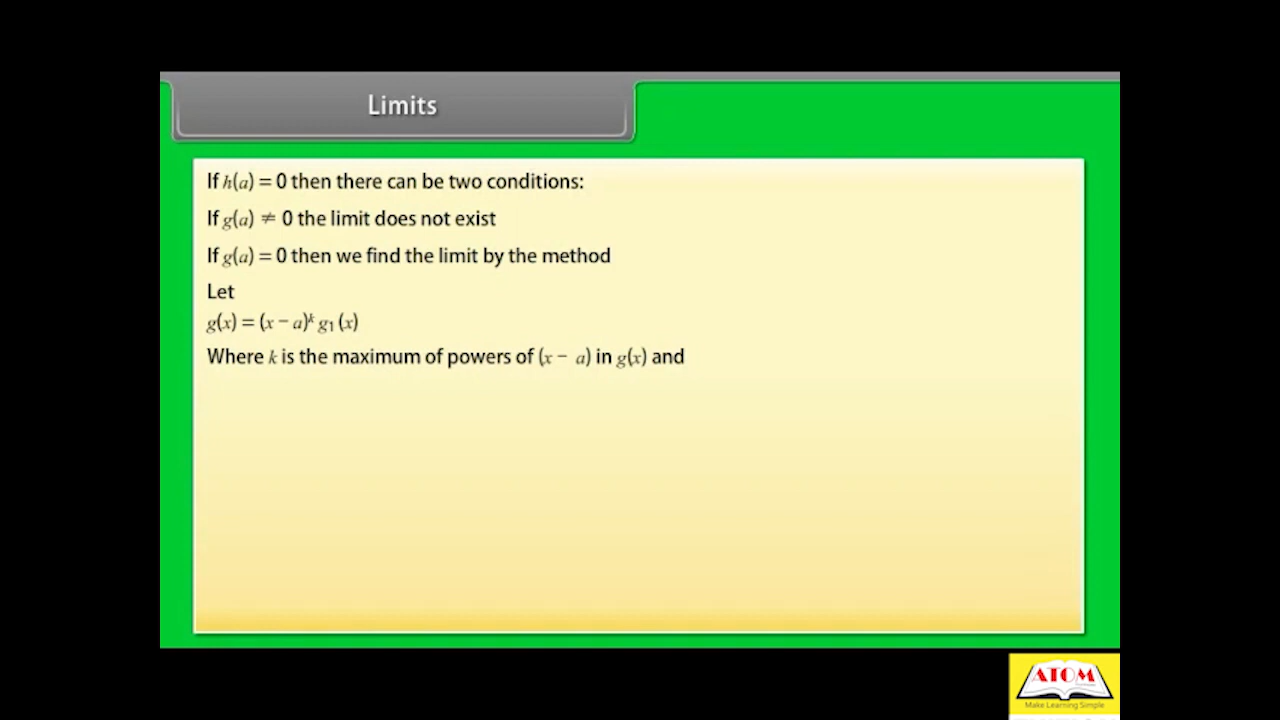 Limits
If h(a) = 0 then there can be two conditions:
If g(a) ≠ 0 the limit does not exist
If g(a) = 0 then we find the limit by the method
Let
g(x) = (x − a)ᵏ g₁ (x)
Where k is the maximum of powers of (x − a) in g(x) and
ATOM
Make Learning Simple